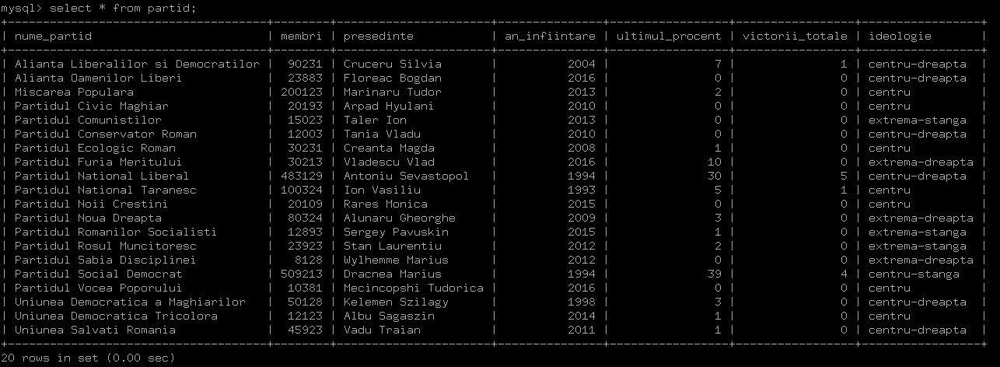 mysql> select * from partid;
+------------------------------------+--------+----------------------+---------------+-----------------+-----------------+-----------------+
| nume_partid                        | membri | presedinte           | an_infiintare | ultimul_procent | victorii_totale | ideologie       |
+------------------------------------+--------+----------------------+---------------+-----------------+-----------------+-----------------+
| Alianta Liberalilor si Democratilor | 90231 | Cruceru Silvia | 2004 | 7 | 1 | centru-dreapta |
| Alianta Oamenilor Liberi | 23883 | Floreac Bogdan | 2016 | 0 | 0 | centru-dreapta |
| Miscarea Populara | 200123 | Marinaru Tudor | 2013 | 2 | 0 | centru |
| Partidul Civic Maghiar | 20193 | Arpad Hyulani | 2010 | 0 | 0 | centru |
| Partidul Comunistilor | 15023 | Taler Ion | 2013 | 0 | 0 | extrema-stanga |
| Partidul Conservator Roman | 12003 | Tania Vladu | 2010 | 0 | 0 | centru-dreapta |
| Partidul Ecologic Roman | 30231 | Creanta Magda | 2008 | 1 | 0 | centru |
| Partidul Furia Meritului | 30213 | Vladescu Vlad | 2016 | 10 | 0 | extrema-dreapta |
| Partidul National Liberal | 483129 | Antoniu Sevastopol | 1994 | 30 | 5 | centru-dreapta |
| Partidul National Taranesc | 100324 | Ion Vasiliu | 1993 | 5 | 1 | centru |
| Partidul Noii Crestini | 20109 | Rares Monica | 2015 | 0 | 0 | centru |
| Partidul Noua Dreapta | 80324 | Alunaru Gheorghe | 2009 | 3 | 0 | extrema-dreapta |
| Partidul Romanilor Socialisti | 12893 | Sergey Pavuskin | 2015 | 1 | 0 | extrema-stanga |
| Partidul Rosul Muncitoresc | 23923 | Stan Laurentiu | 2012 | 2 | 0 | extrema-stanga |
| Partidul Sabia Disciplinei | 8128 | Wylhemme Marius | 2012 | 0 | 0 | extrema-dreapta |
| Partidul Social Democrat | 509213 | Dracnea Marius | 1994 | 39 | 4 | centru-stanga |
| Partidul Vocea Poporului | 10381 | Mecincopshi Tudorica | 2016 | 0 | 0 | centru |
| Uniunea Democratica a Maghiarilor | 50128 | Kelemen Szilagy | 1998 | 3 | 0 | centru-dreapta |
| Uniunea Democratica Tricolora | 12123 | Albu Sagaszin | 2014 | 1 | 0 | centru |
| Uniunea Salvati Romania | 45923 | Vadu Traian | 2011 | 1 | 0 | centru-dreapta |
+------------------------------------+--------+----------------------+---------------+-----------------+-----------------+-----------------+
20 rows in set (0.00 sec)